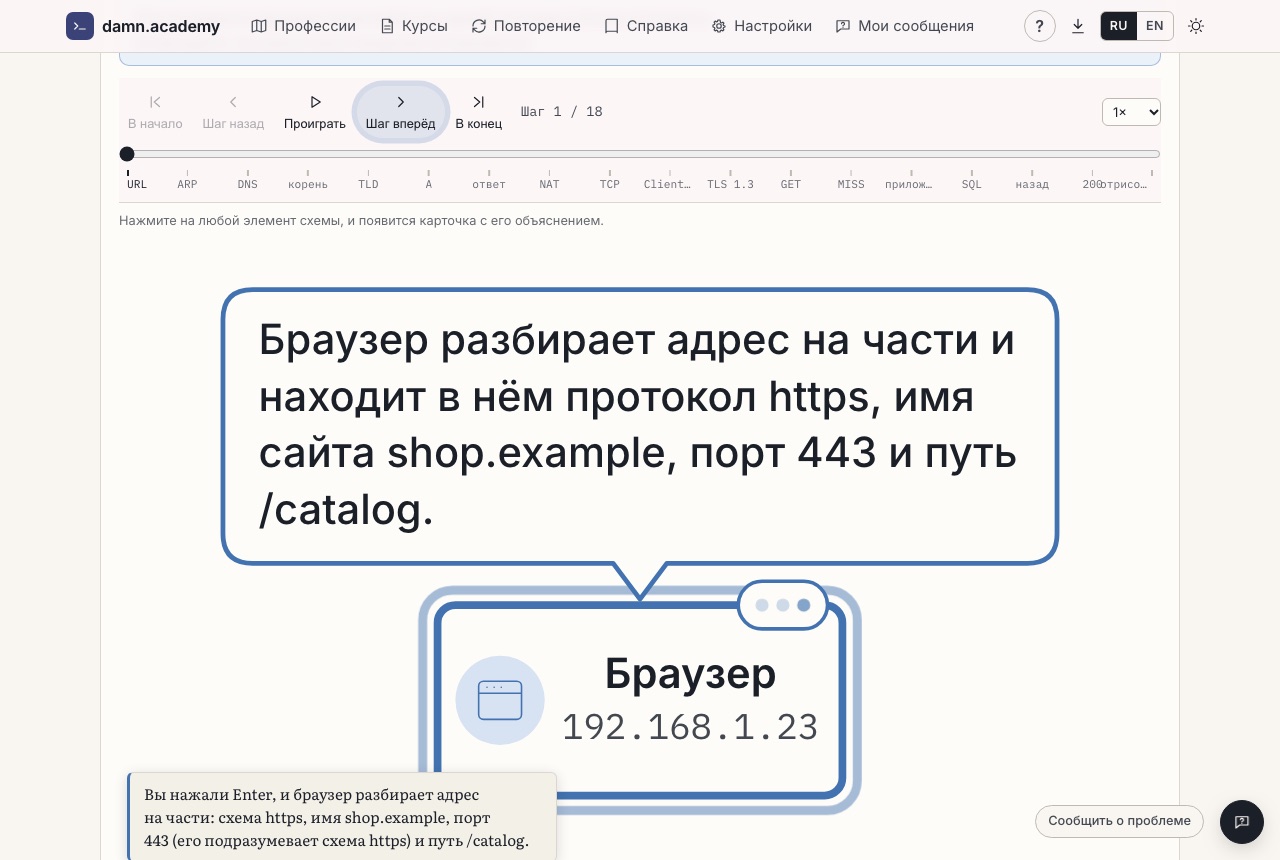 damn.academy Профессии Курсы Повторение Справка Настройки Мои сообщения ? RU EN
В начало Шаг назад Проиграть Шаг вперёд В конец Шаг 1 / 18 1×
URL ARP DNS корень TLD A ответ NAT TCP Client… TLS 1.3 GET MISS прилож… SQL назад 200 отрисо…
Нажмите на любой элемент схемы, и появится карточка с его объяснением.
Браузер разбирает адрес на части и
находит в нём протокол https, имя
сайта shop.example, порт 443 и путь
/catalog.
Браузер
192.168.1.23
Вы нажали Enter, и браузер разбирает адрес
на части: схема https, имя shop.example, порт
443 (его подразумевает схема https) и путь /catalog.
Сообщить о проблеме